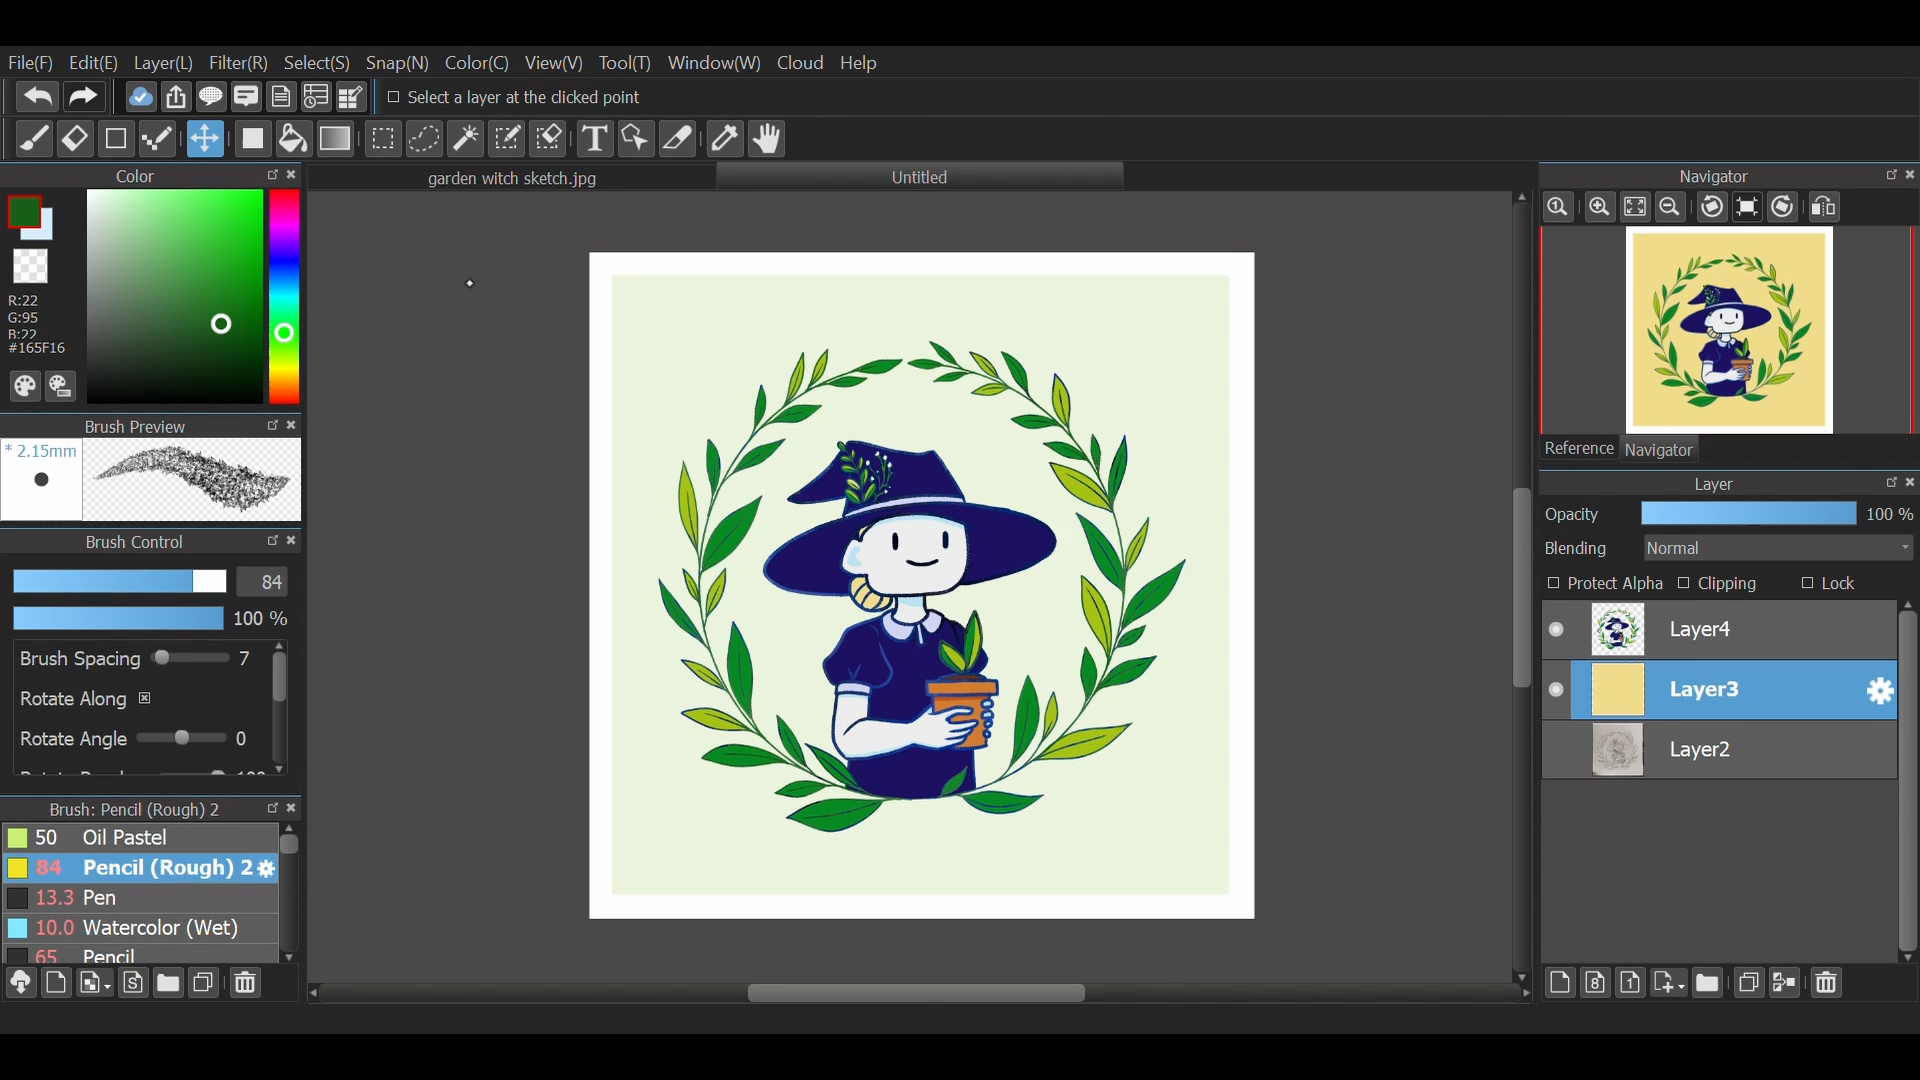 File(F) Edit(E) Layer(L) Filter(R) Select(S) Snap(N) Color(C) View(V) Tool(T) Window(W) Cloud Help
Select a layer at the clicked point
T
Color
R:22
G:95
B:22
#165F16
Brush Preview
* 2.15mm
Brush Control
84
100 %
Brush Spacing 7
Rotate Along
Rotate Angle 0
Brush: Pencil (Rough) 2
50 Oil Pastel
84 Pencil (Rough) 2
13.3 Pen
10.0 Watercolor (Wet)
65 Pencil
S
garden witch sketch.jpg
Untitled
Navigator
1
Reference Navigator
Layer
Opacity 100 %
Blending Normal
Protect Alpha Clipping Lock
Layer4
Layer3
Layer2
8 1